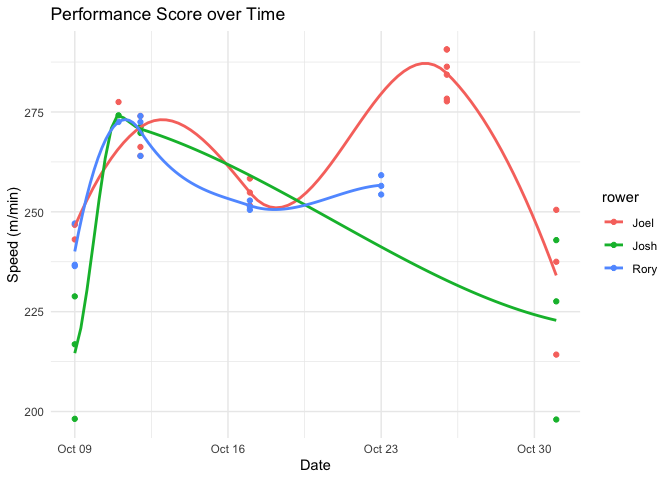 Performance Score over Time
Speed (m/min)
275
250
225
200
Oct 09
Oct 16
Oct 23
Oct 30
Date
rower
Joel
Josh
Rory